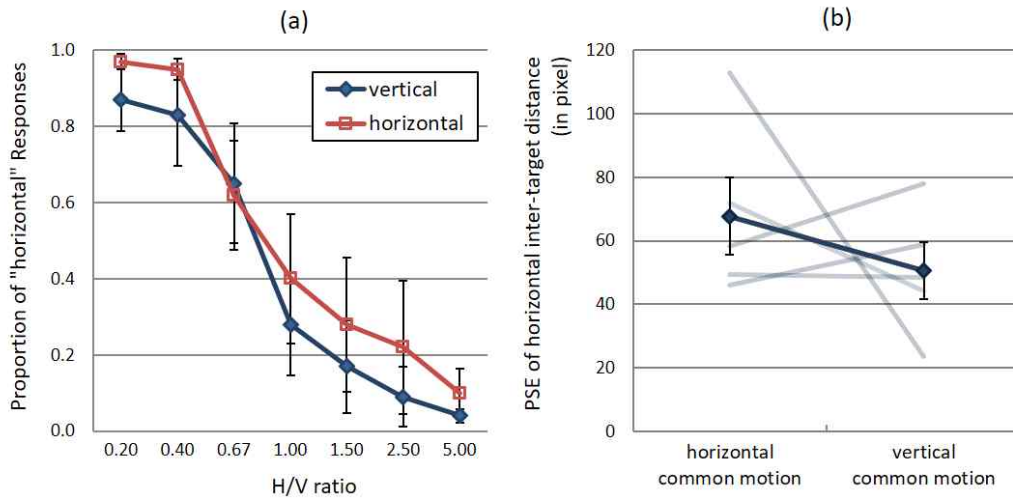 (a)
Proportion of "horizontal" Responses
1.0
0.8
0.6
0.4
0.2
0.0
vertical
horizontal
0.20 0.40 0.67 1.00 1.50 2.50 5.00
H/V ratio
(b)
PSE of horizontal inter-target distance
(in pixel)
120
100
80
60
40
20
0
horizontal
common motion
vertical
common motion